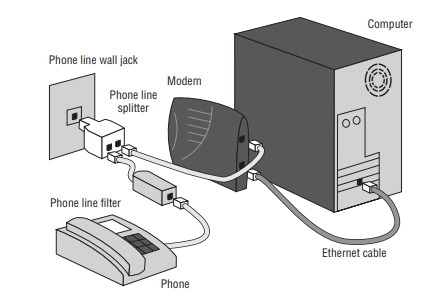 Computer
Phone line wall jack
Modem
Phone line
splitter
Phone line filter
Ethernet cable
Phone